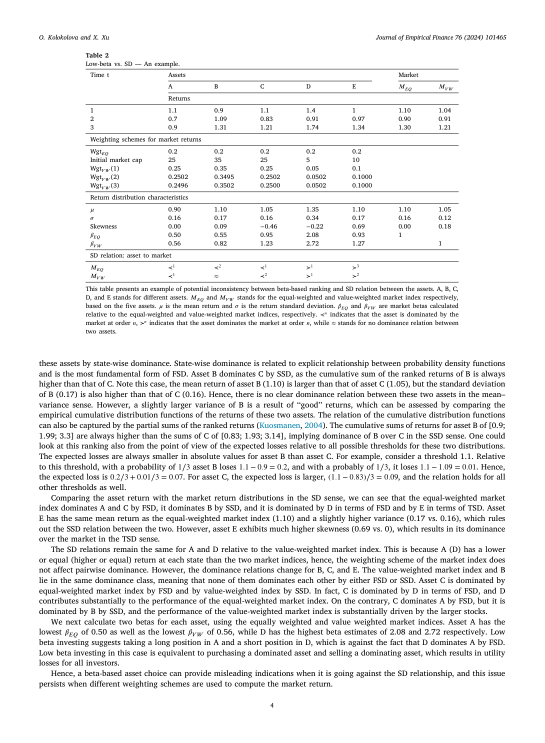 O. Kolokolova and X. Xu
Journal of Empirical Finance 76 (2024) 101465
Table 2
Low-beta vs. SD — An example.
Time t Assets Market
A B C D E M_EQ M_VW
Returns
1 1.1 0.9 1.1 1.4 1 1.10 1.04
2 0.7 1.09 0.83 0.91 0.97 0.90 0.91
3 0.9 1.31 1.21 1.74 1.34 1.30 1.21
Weighting schemes for market returns
Wgt_EQ 0.2 0.2 0.2 0.2 0.2
Initial market cap 25 35 25 5 10
Wgt_VW(1) 0.25 0.35 0.25 0.05 0.1
Wgt_VW(2) 0.2502 0.3495 0.2502 0.0502 0.1000
Wgt_VW(3) 0.2496 0.3502 0.2500 0.0502 0.1000
Return distribution characteristics
μ 0.90 1.10 1.05 1.35 1.10 1.10 1.05
σ 0.16 0.17 0.16 0.34 0.17 0.16 0.12
Skewness 0.00 0.09 −0.46 −0.22 0.69 0.00 0.18
β_EQ 0.50 0.55 0.95 2.08 0.93 1
β_VW 0.56 0.82 1.23 2.72 1.27 1
SD relation: asset to market
M_EQ ≺¹ ≺² ≺¹ ≻¹ ≻³
M_VW ≺¹ ≈ ≺² ≻¹ ≻²
This table presents an example of potential inconsistency between beta-based ranking and SD relation between the assets. A, B, C,
D, and E stands for different assets. M_EQ and M_VW stands for the equal-weighted and value-weighted market index respectively,
based on the five assets. μ is the mean return and σ is the return standard deviation. β_EQ and β_VW are market betas calculated
relative to the equal-weighted and value-weighted market indices, respectively. ≺ⁿ indicates that the asset is dominated by the
market at order n, ≻ⁿ indicates that the asset dominates the market at order n, while ≈ stands for no dominance relation between
two assets.
these assets by state-wise dominance. State-wise dominance is related to explicit relationship between probability density functions
and is the most fundamental form of FSD. Asset B dominates C by SSD, as the cumulative sum of the ranked returns of B is always
higher than that of C. Note this case, the mean return of asset B (1.10) is larger than that of asset C (1.05), but the standard deviation
of B (0.17) is also higher than that of C (0.16). Hence, there is no clear dominance relation between these two assets in the mean–
variance sense. However, a slightly larger variance of B is a result of “good” returns, which can be assessed by comparing the
empirical cumulative distribution functions of the returns of these two assets. The relation of the cumulative distribution functions
can also be captured by the partial sums of the ranked returns (Kuosmanen, 2004). The cumulative sums of returns for asset B of [0.9;
1.99; 3.3] are always higher than the sums of C of [0.83; 1.93; 3.14], implying dominance of B over C in the SSD sense. One could
look at this ranking also from the point of view of the expected losses relative to all possible thresholds for these two distributions.
The expected losses are always smaller in absolute values for asset B than asset C. For example, consider a threshold 1.1. Relative
to this threshold, with a probability of 1/3 asset B loses 1.1 − 0.9 = 0.2, and with a probably of 1/3, it loses 1.1 − 1.09 = 0.01. Hence,
the expected loss is 0.2/3 + 0.01/3 = 0.07. For asset C, the expected loss is larger, (1.1 − 0.83)/3 = 0.09, and the relation holds for all
other thresholds as well.
Comparing the asset return with the market return distributions in the SD sense, we can see that the equal-weighted market
index dominates A and C by FSD, it dominates B by SSD, and it is dominated by D in terms of FSD and by E in terms of TSD. Asset
E has the same mean return as the equal-weighted market index (1.10) and a slightly higher variance (0.17 vs. 0.16), which rules
out the SSD relation between the two. However, asset E exhibits much higher skewness (0.69 vs. 0), which results in its dominance
over the market in the TSD sense.
The SD relations remain the same for A and D relative to the value-weighted market index. This is because A (D) has a lower
or equal (higher or equal) return at each state than the two market indices, hence, the weighting scheme of the market index does
not affect pairwise dominance. However, the dominance relations change for B, C, and E. The value-weighted market index and B
lie in the same dominance class, meaning that none of them dominates each other by either FSD or SSD. Asset C is dominated by
equal-weighted market index by FSD and by value-weighted index by SSD. In fact, C is dominated by D in terms of FSD, and D
contributes substantially to the performance of the equal-weighted market index. On the contrary, C dominates A by FSD, but it is
dominated by B by SSD, and the performance of the value-weighted market index is substantially driven by the larger stocks.
We next calculate two betas for each asset, using the equally weighted and value weighted market indices. Asset A has the
lowest β_EQ of 0.50 as well as the lowest β_VW of 0.56, while D has the highest beta estimates of 2.08 and 2.72 respectively. Low
beta investing suggests taking a long position in A and a short position in D, which is against the fact that D dominates A by FSD.
Low beta investing in this case is equivalent to purchasing a dominated asset and selling a dominating asset, which results in utility
losses for all investors.
Hence, a beta-based asset choice can provide misleading indications when it is going against the SD relationship, and this issue
persists when different weighting schemes are used to compute the market return.
4